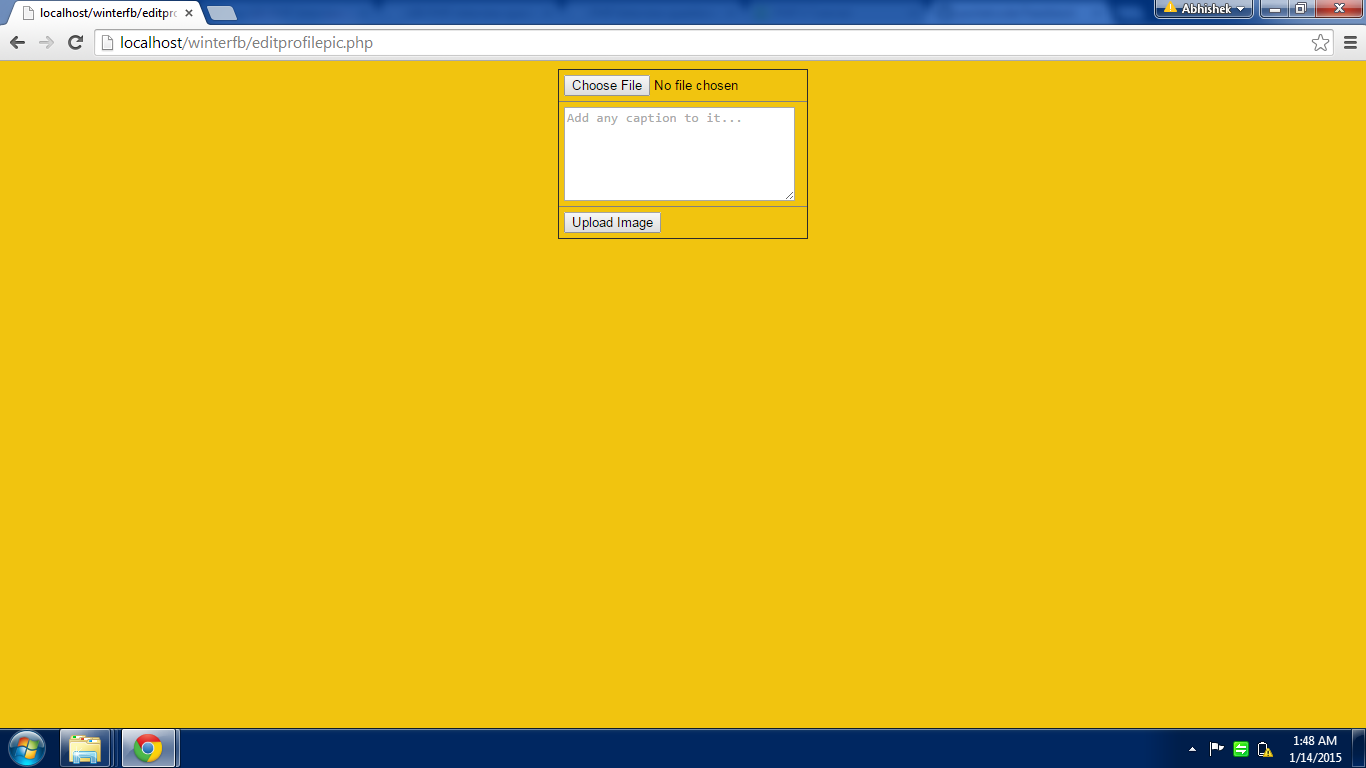 localhost/winterfb/editpro
Abhishek
localhost/winterfb/editprofilepic.php
Choose File No file chosen
Add any caption to it...
Upload Image
1:48 AM
1/14/2015